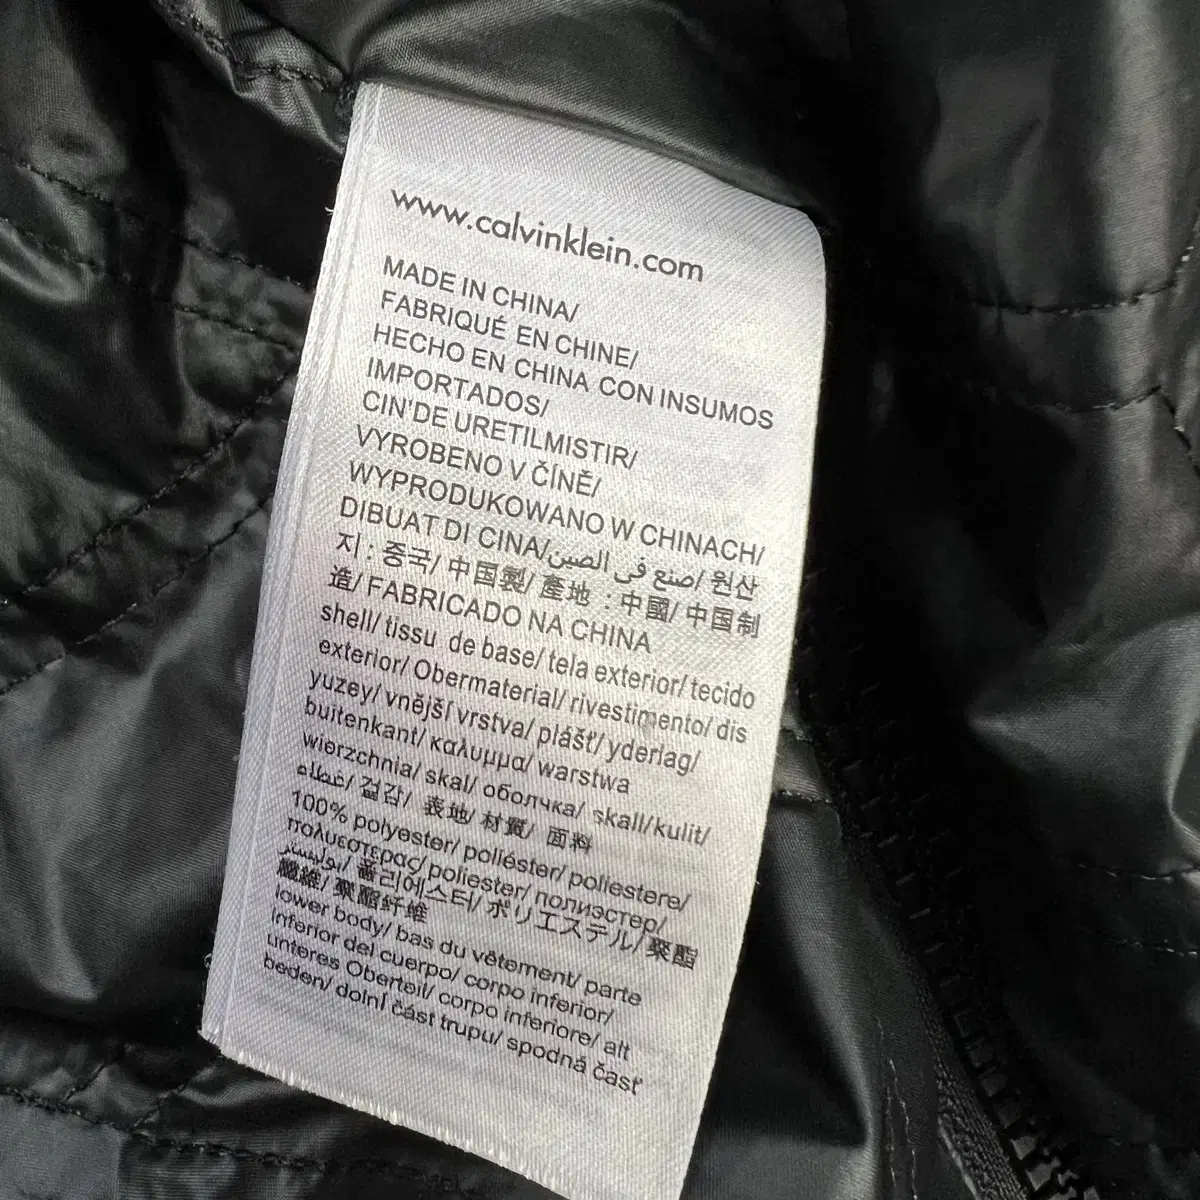 www.calvinklein.com
MADE IN CHINA/
FABRIQUÉ EN CHINE/
HECHO EN CHINA CON INSUMOS
IMPORTADOS/
CIN'DE URETILMISTIR/
VYROBENO V ČÍNĚ/
WYPRODUKOWANO W CHINACH/
DIBUAT DI CINA/صنع في الصين/ 원산
지 : 중국/ 中国製/ 產地 : 中國/ 中国制
造/ FABRICADO NA CHINA
shell/ tissu de base/ tela exterior/ tecido
exterior/ Obermaterial/ rivestimento/ dis
yuzey/ vnější vrstva/ plášť/ yderlag/
buitenkant/ καλυμμα/ warstwa
wierzchnia/ skal/ оболчка/ skall/kulit/
غطاء/ 겉감/ 表地/ 材質/ 面料
100% polyester/ poliéster/ poliestere/
πολυεστερας/ poliester/ полиэстер/
بوليستر/ 폴리에스터/ ポリエステル/ 聚酯
纖維/ 聚酯纤维
lower body/ bas du vêtement/ parte
inferior del cuerpo/ corpo inferior/
unteres Oberteil/ corpo inferiore/ alt
beden/ dolní část trupu/ spodná časť